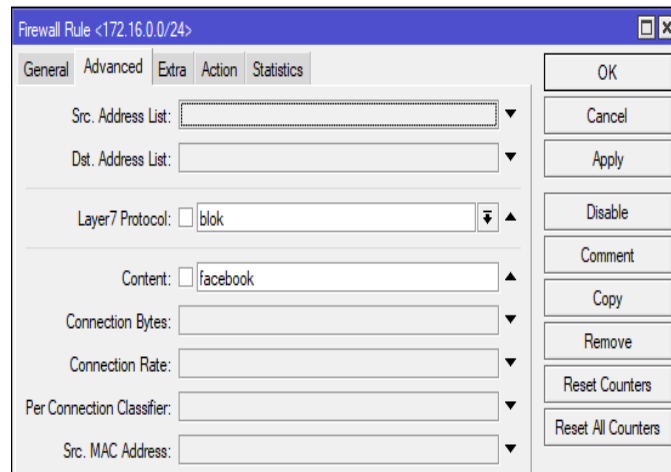 Firewall Rule <172.16.0.0/24>
General Advanced Extra Action Statistics
OK
Src. Address List:
Cancel
Dst. Address List:
Apply
Layer7 Protocol: blok
Disable
Comment
Content: facebook
Copy
Connection Bytes:
Remove
Connection Rate:
Reset Counters
Per Connection Classifier:
Reset All Counters
Src. MAC Address: